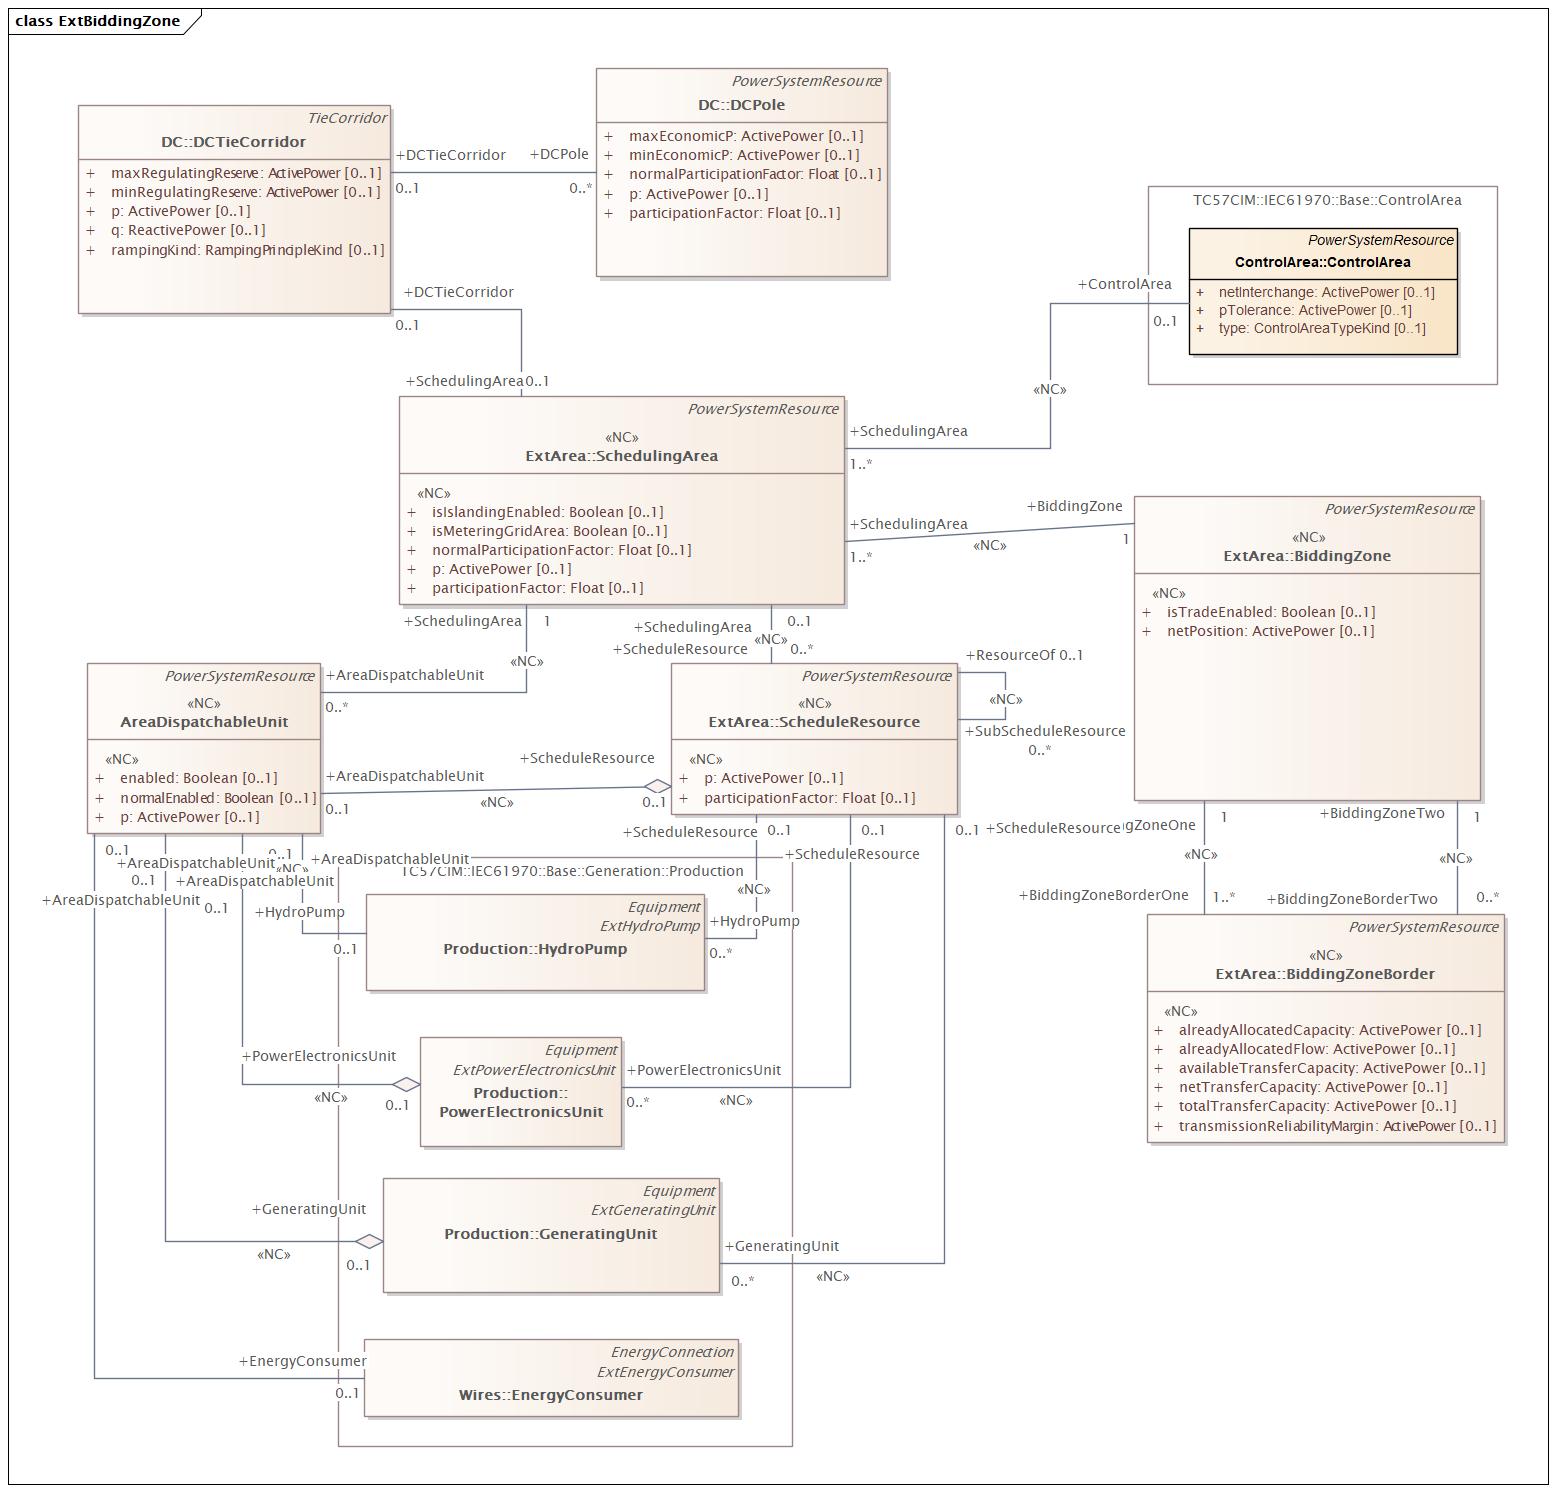 class ExtBiddingZone
PowerSystemResource
DC::DCPole
+ maxEconomicP: ActivePower [0..1]
+ minEconomicP: ActivePower [0..1]
+ normalParticipationFactor: Float [0..1]
+ p: ActivePower [0..1]
+ participationFactor: Float [0..1]
TieCorridor
DC::DCTieCorridor
+ maxRegulatingReserve: ActivePower [0..1]
+ minRegulatingReserve: ActivePower [0..1]
+ p: ActivePower [0..1]
+ q: ReactivePower [0..1]
+ rampingKind: RampingPrincipleKind [0..1]
+DCTieCorridor
0..1
+DCPole
0..*
+DCTieCorridor
0..1
+SchedulingArea 0..1
TC57CIM::IEC61970::Base::ControlArea
PowerSystemResource
ControlArea::ControlArea
+ netInterchange: ActivePower [0..1]
+ pTolerance: ActivePower [0..1]
+ type: ControlAreaTypeKind [0..1]
+ControlArea
0..1
«NC»
+SchedulingArea
1..*
PowerSystemResource
«NC»
ExtArea::SchedulingArea
«NC»
+ isIslandingEnabled: Boolean [0..1]
+ isMeteringGridArea: Boolean [0..1]
+ normalParticipationFactor: Float [0..1]
+ p: ActivePower [0..1]
+ participationFactor: Float [0..1]
+SchedulingArea
1..*
«NC»
+BiddingZone
1
PowerSystemResource
«NC»
ExtArea::BiddingZone
«NC»
+ isTradeEnabled: Boolean [0..1]
+ netPosition: ActivePower [0..1]
+SchedulingArea 1
«NC»
+AreaDispatchableUnit
0..*
+SchedulingArea
0..1
«NC»
+ScheduleResource
0..*
PowerSystemResource
«NC»
AreaDispatchableUnit
«NC»
+ enabled: Boolean [0..1]
+ normalEnabled: Boolean [0..1]
+ p: ActivePower [0..1]
PowerSystemResource
«NC»
ExtArea::ScheduleResource
«NC»
+ p: ActivePower [0..1]
+ participationFactor: Float [0..1]
+ResourceOf 0..1
«NC»
+SubScheduleResource
0..*
+ScheduleResource
0..1
+AreaDispatchableUnit
0..1
«NC»
+ScheduleResource
0..1
0..1
0..1
+ScheduleResource
+ScheduleResource
gZoneOne
1
«NC»
+BiddingZoneBorderOne
1..*
+BiddingZoneTwo
1
«NC»
+BiddingZoneBorderTwo
0..*
0..1
0..1
+AreaDispatchableUnit
«NC»
+AreaDispatchableUnit
0..1
+AreaDispatchableUnit
+AreaDispatchableUnit
0..1
TC57CIM::IEC61970::Base::Generation::Production
«NC»
+HydroPump
0..1
Equipment
ExtHydroPump
Production::HydroPump
+HydroPump
0..*
PowerSystemResource
«NC»
ExtArea::BiddingZoneBorder
«NC»
+ alreadyAllocatedCapacity: ActivePower [0..1]
+ alreadyAllocatedFlow: ActivePower [0..1]
+ availableTransferCapacity: ActivePower [0..1]
+ netTransferCapacity: ActivePower [0..1]
+ totalTransferCapacity: ActivePower [0..1]
+ transmissionReliabilityMargin: ActivePower [0..1]
+PowerElectronicsUnit
«NC»
0..1
Equipment
ExtPowerElectronicsUnit
Production::
PowerElectronicsUnit
+PowerElectronicsUnit
0..*
«NC»
+GeneratingUnit
«NC»
0..1
Equipment
ExtGeneratingUnit
Production::GeneratingUnit
+GeneratingUnit
0..*
«NC»
+EnergyConsumer
0..1
EnergyConnection
ExtEnergyConsumer
Wires::EnergyConsumer